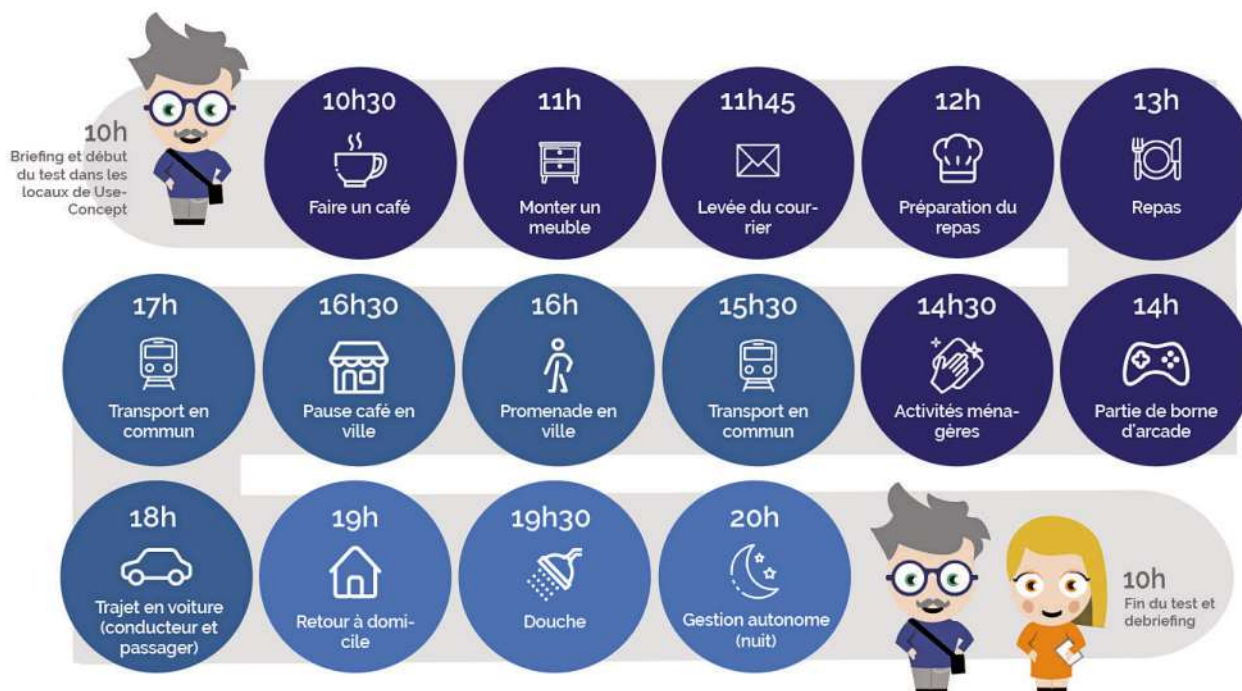 10h
Briefing et début
du test dans les
locaux de Use-
Concept
10h30
Faire un café
11h
Monter un
meuble
11h45
Levée du cour-
rier
12h
Préparation du
repas
13h
Repas
14h
Partie de borne
d'arcade
14h30
Activités ména-
gères
15h30
Transport en
commun
16h
Promenade en
ville
16h30
Pause café en
ville
17h
Transport en
commun
18h
Trajet en voiture
(conducteur et
passager)
19h
Retour à domi-
cile
19h30
Douche
20h
Gestion autonome
(nuit)
10h
Fin du test et
debriefing